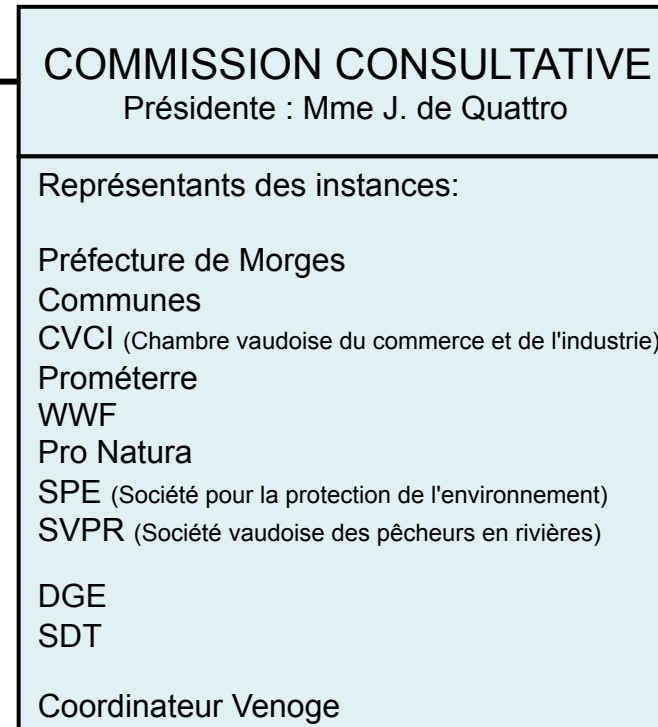 COMMISSION CONSULTATIVE
Présidente : Mme J. de Quattro
Représentants des instances:
Préfecture de Morges
Communes
CVCI (Chambre vaudoise du commerce et de l'industrie)
Prométerre
WWF
Pro Natura
SPE (Société pour la protection de l'environnement)
SVPR (Société vaudoise des pêcheurs en rivières)
DGE
SDT
Coordinateur Venoge